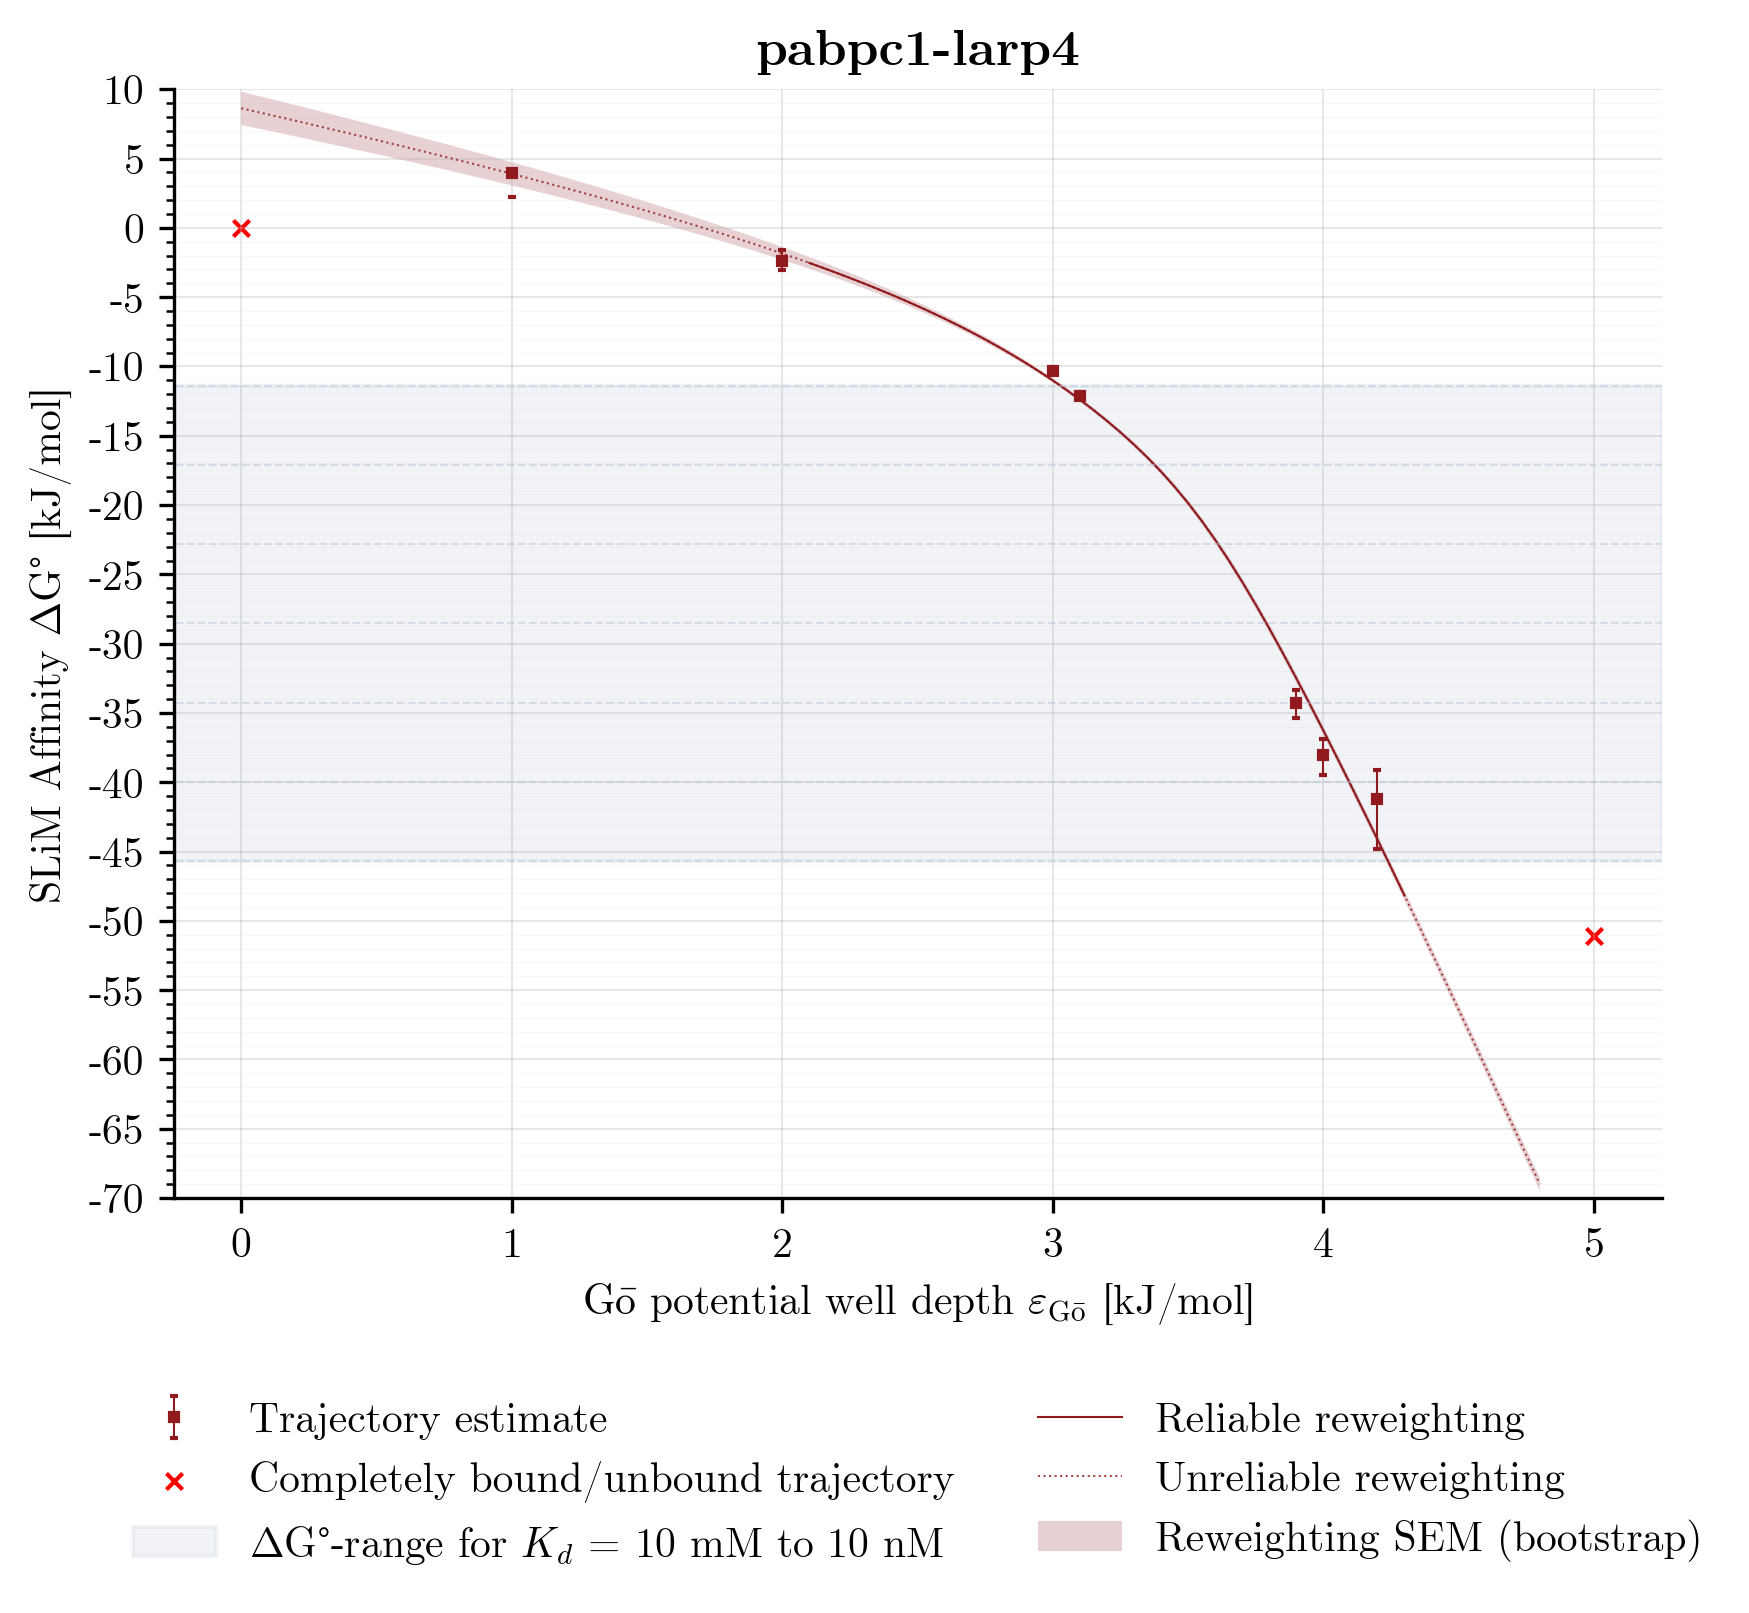 pabpc1-larp4
10
5
0
-5
-10
-15
-20
-25
-30
-35
-40
-45
-50
-55
-60
-65
-70
SLiM Affinity ΔG° [kJ/mol]
0 1 2 3 4 5
Gō potential well depth εGō [kJ/mol]
Trajectory estimate
Completely bound/unbound trajectory
ΔG°-range for Kd = 10 mM to 10 nM
Reliable reweighting
Unreliable reweighting
Reweighting SEM (bootstrap)